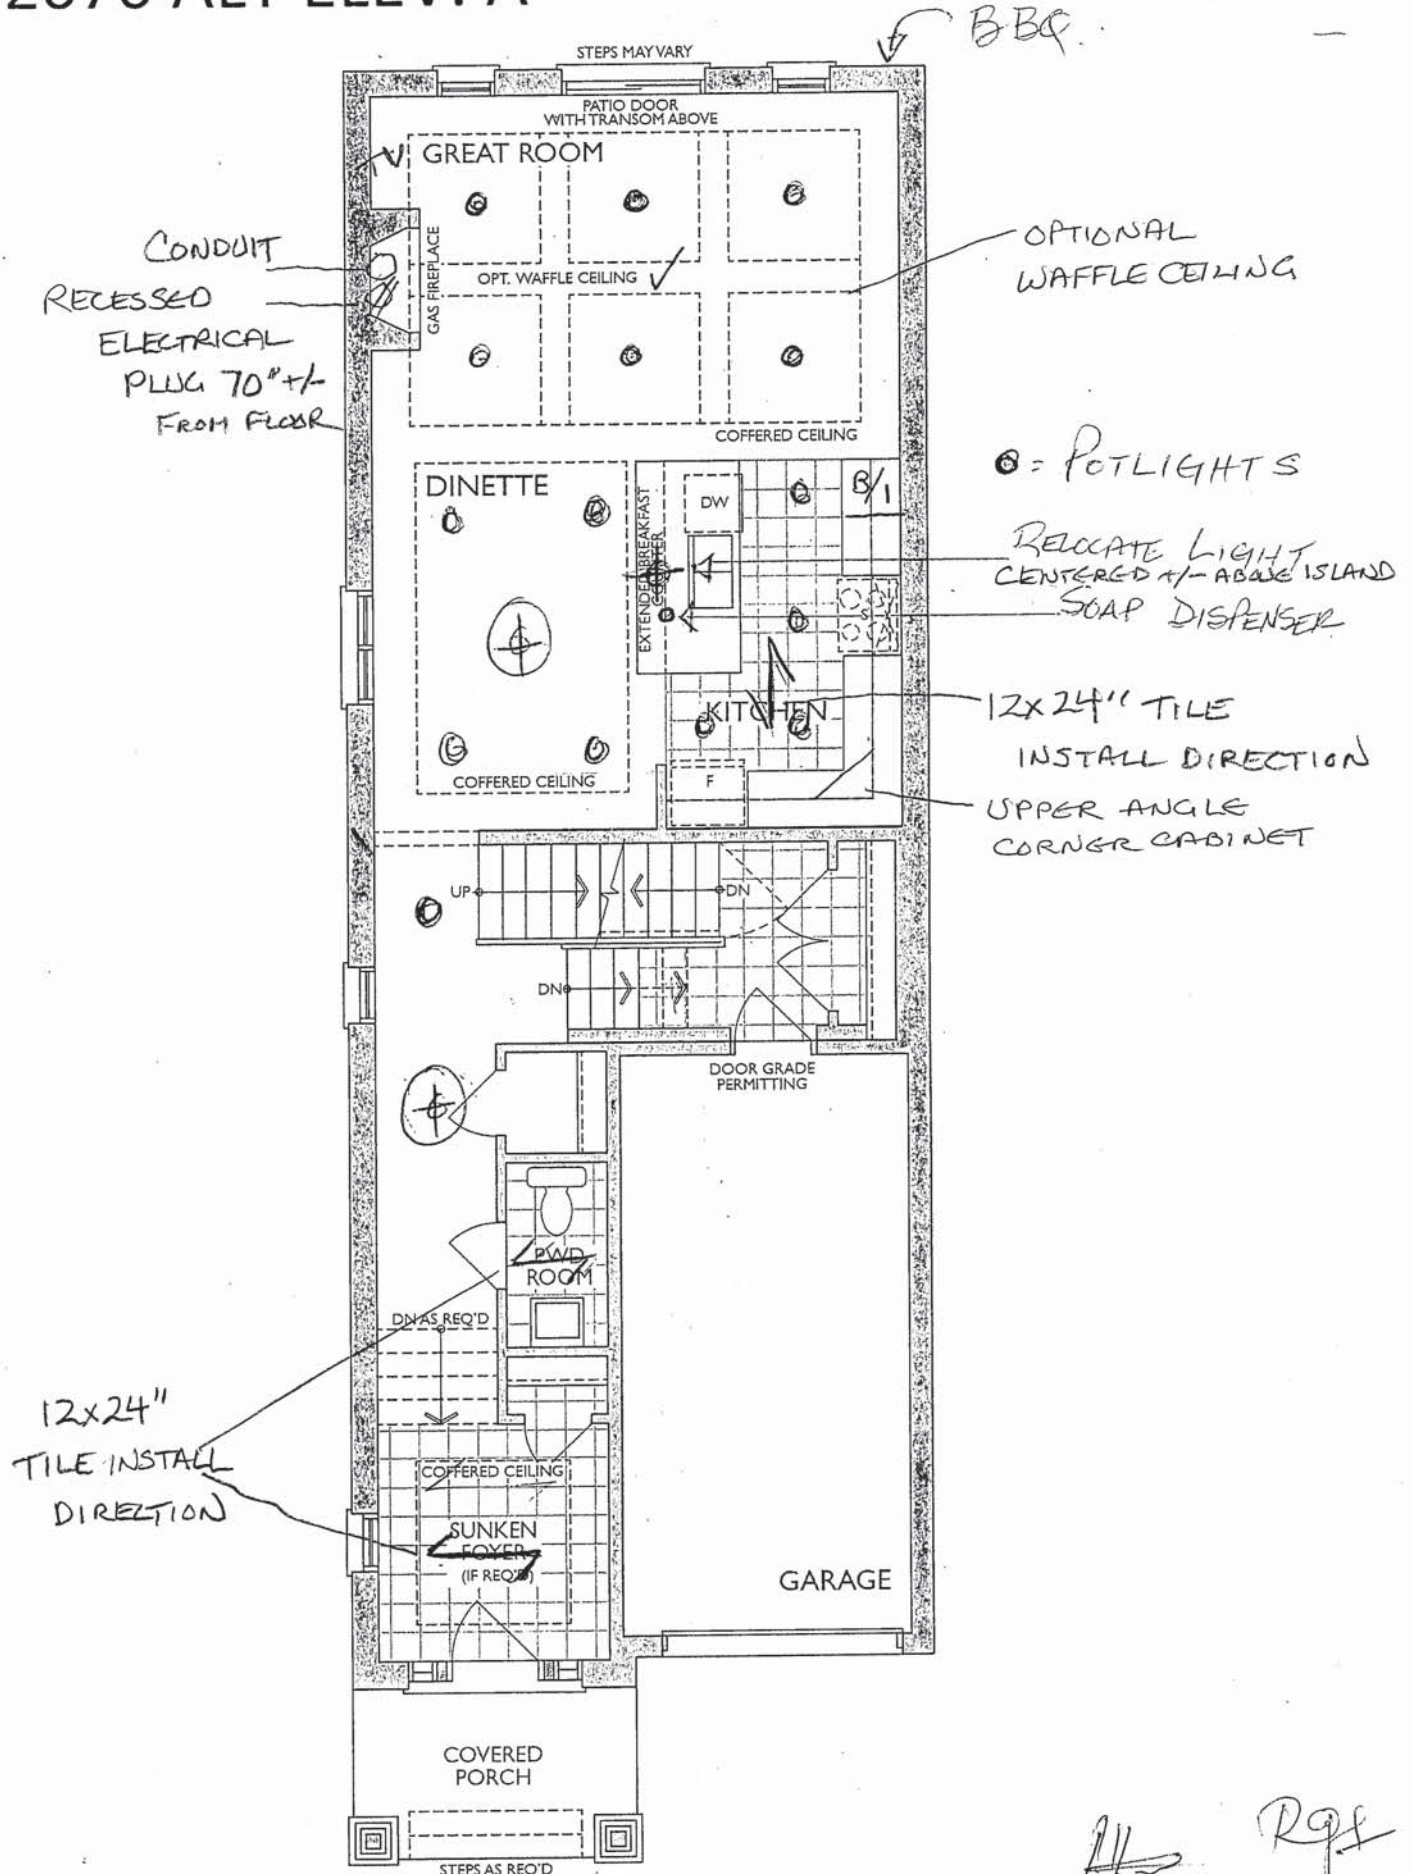 BBQ.
STEPS MAY VARY
PATIO DOOR
WITH TRANSOM ABOVE
GREAT ROOM
CONDUIT
RECESSED
ELECTRICAL
PLUG 70" +/-
FROM FLOOR
GAS FIREPLACE
OPT. WAFFLE CEILING
OPTIONAL
WAFFLE CEILING
COFFERED CEILING
= POTLIGHTS
DINETTE
EXTENDED BREAKFAST
COUNTER
DW
B/I
RELOCATE LIGHT
CENTERED +/- ABOVE ISLAND
S
SOAP DISPENSER
KITCHEN
12x24" TILE
INSTALL DIRECTION
COFFERED CEILING
F
UPPER ANGLE
CORNER CABINET
UP
DN
DN
DOOR GRADE
PERMITTING
PWD
ROOM
DN AS REQ'D
12x24"
TILE INSTALL
DIRECTION
COFFERED CEILING
SUNKEN
FOYER
(IF REQ'D)
GARAGE
COVERED
PORCH
STEPS AS REQ'D